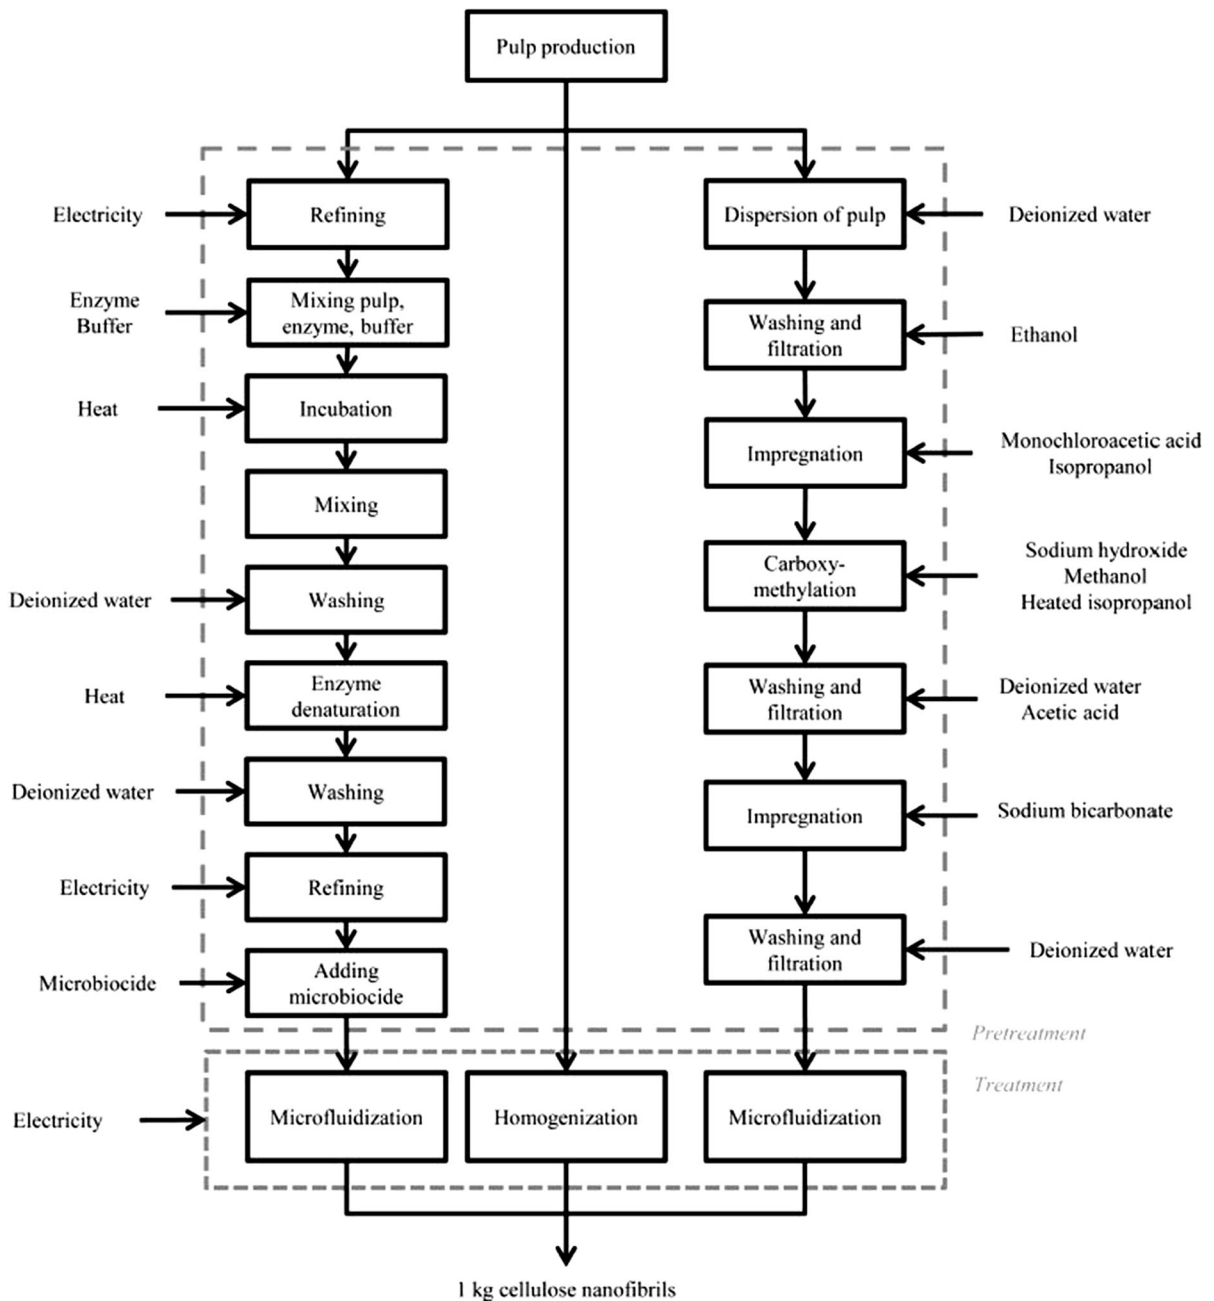 Pulp production
Electricity
Refining
Enzyme
Buffer
Mixing pulp,
enzyme, buffer
Heat
Incubation
Mixing
Deionized water
Washing
Heat
Enzyme
denaturation
Deionized water
Washing
Electricity
Refining
Microbiocide
Adding
microbiocide
Dispersion of pulp
Deionized water
Washing and
filtration
Ethanol
Impregnation
Monochloroacetic acid
Isopropanol
Carboxy-
methylation
Sodium hydroxide
Methanol
Heated isopropanol
Washing and
filtration
Deionized water
Acetic acid
Impregnation
Sodium bicarbonate
Washing and
filtration
Deionized water
Pretreatment
Treatment
Electricity
Microfluidization
Homogenization
Microfluidization
1 kg cellulose nanofibrils